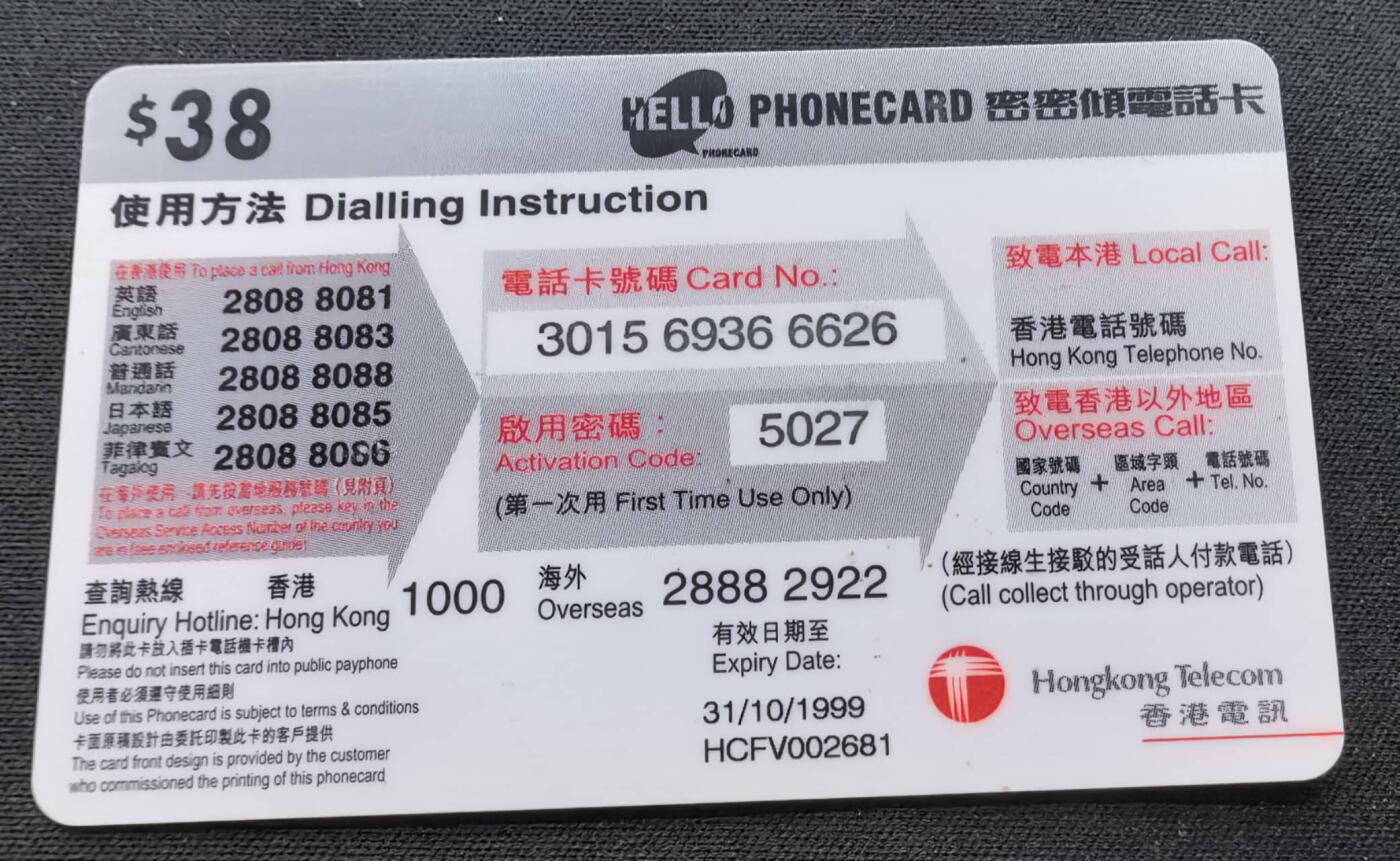 $38
HELLO PHONECARD 密密傾電話卡
PHONECARD
使用方法 Dialling Instruction
在香港使用 To place a call from Hong Kong
英語 2808 8081
English
廣東話 2808 8083
Cantonese
普通話 2808 8088
Mandarin
日本語 2808 8085
Japanese
菲律賓文 2808 8086
Tagalog
在海外使用，請先按當地服務號碼（見附頁）
To place a call from overseas, please key in the
Overseas Service Access Number of the country you
are in (see enclosed reference guide)
電話卡號碼 Card No.:
3015 6936 6626
啟用密碼： 5027
Activation Code:
(第一次用 First Time Use Only)
致電本港 Local Call:
香港電話號碼
Hong Kong Telephone No.
致電香港以外地區
Overseas Call:
國家號碼 + 區域字頭 + 電話號碼
Country Area Tel. No.
Code Code
(經接線生接駁的受話人付款電話)
(Call collect through operator)
查詢熱線 香港 1000 海外 2888 2922
Enquiry Hotline: Hong Kong Overseas
請勿將此卡放入插卡電話機卡槽內
Please do not insert this card into public payphone
使用者必須遵守使用細則
Use of this Phonecard is subject to terms & conditions
卡面原稿設計由委託印製此卡的客戶提供
The card front design is provided by the customer
who commissioned the printing of this phonecard
有效日期至
Expiry Date:
31/10/1999
HCFV002681
Hongkong Telecom
香港電訊